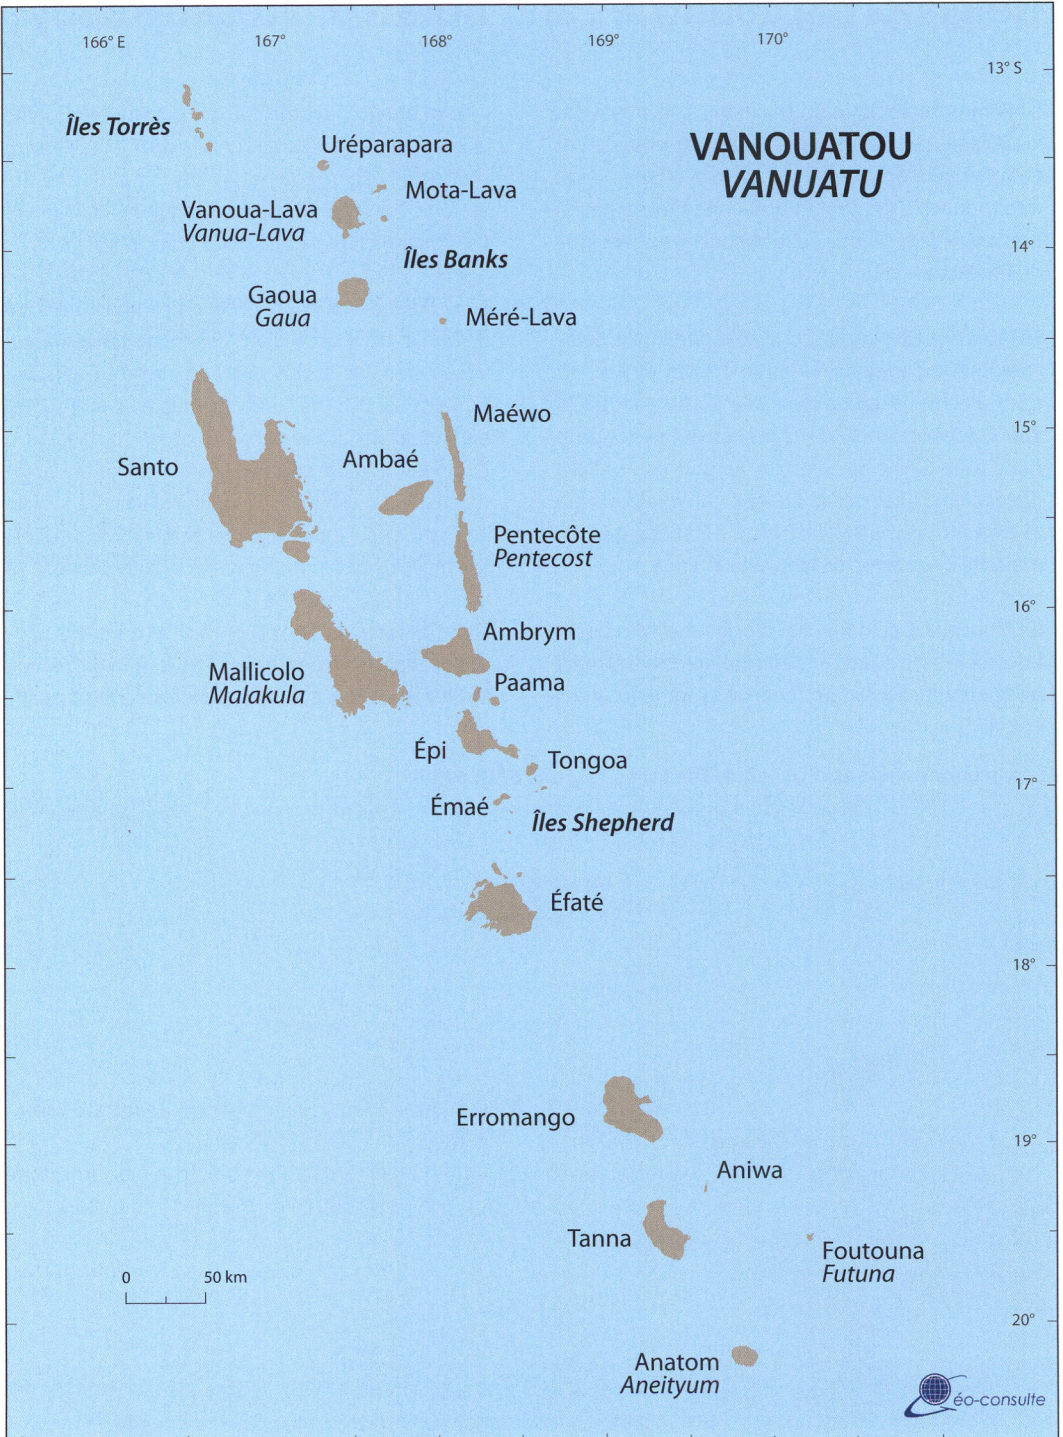 166° E
167°
168°
169°
170°
13° S
Îles Torrès
Uréparapara
VANOUATOU
VANUATU
Mota-Lava
Vanoua-Lava
Vanua-Lava
14°
Îles Banks
Gaoua
Gaua
Méré-Lava
Maéwo
15°
Ambaé
Santo
Pentecôte
Pentecost
16°
Ambrym
Mallicolo
Malakula
Paama
Épi
Tongoa
17°
Émaé
Îles Shepherd
Éfaté
18°
Erromango
19°
Aniwa
Tanna
Foutouna
Futuna
0
50 km
20°
Anatom
Aneityum
éo-consulte